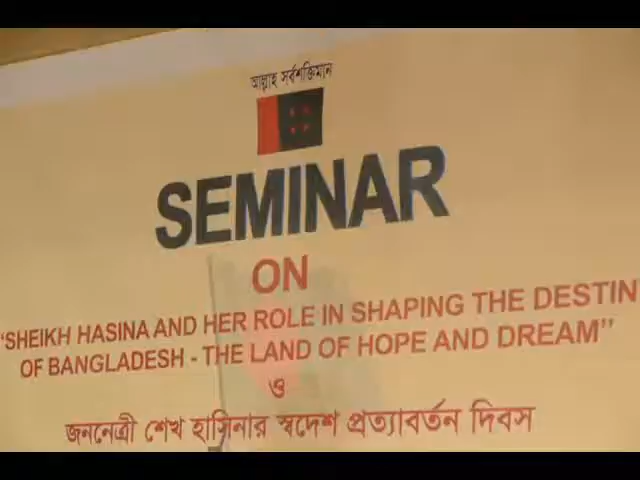 আল্লাহ সর্বশক্তিমান
SEMINAR
ON
"SHEIKH HASINA AND HER ROLE IN SHAPING THE DESTIN
OF BANGLADESH - THE LAND OF HOPE AND DREAM"
ও
জননেত্রী শেখ হাসিনার স্বদেশ প্রত্যাবর্তন দিবস